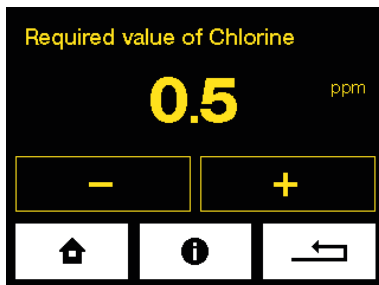 Required value of Chlorine
0.5 ppm
− +